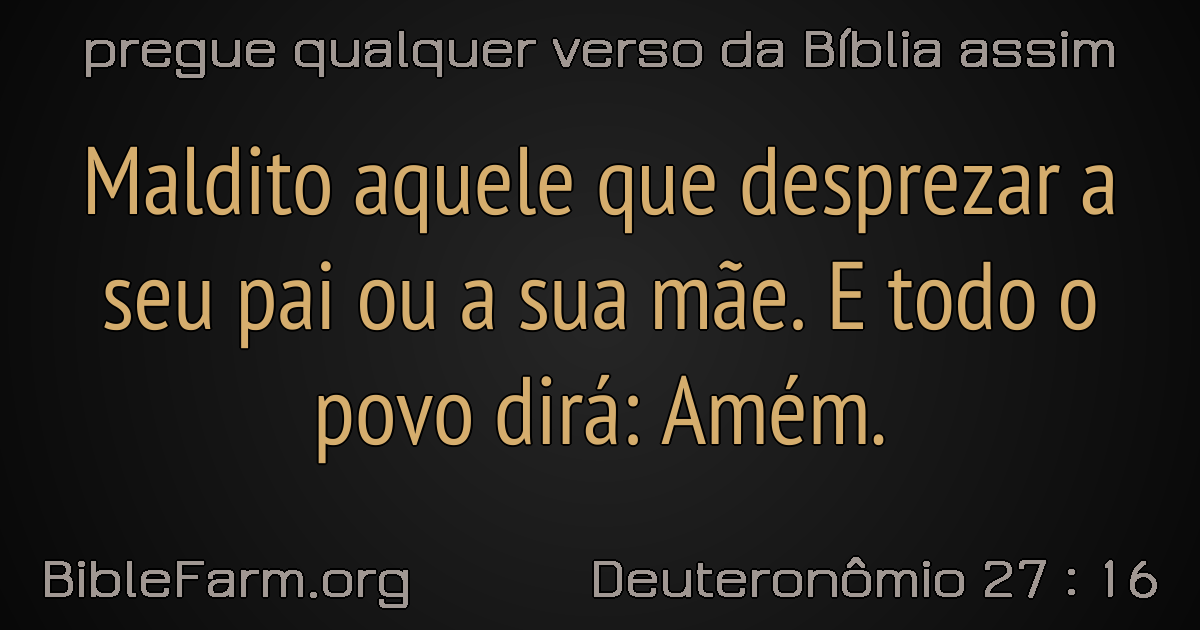 pregue qualquer verso da Bíblia assim
Maldito aquele que desprezar a
seu pai ou a sua mãe. E todo o
povo dirá: Amém.
BibleFarm.org
Deuteronômio 27 : 16